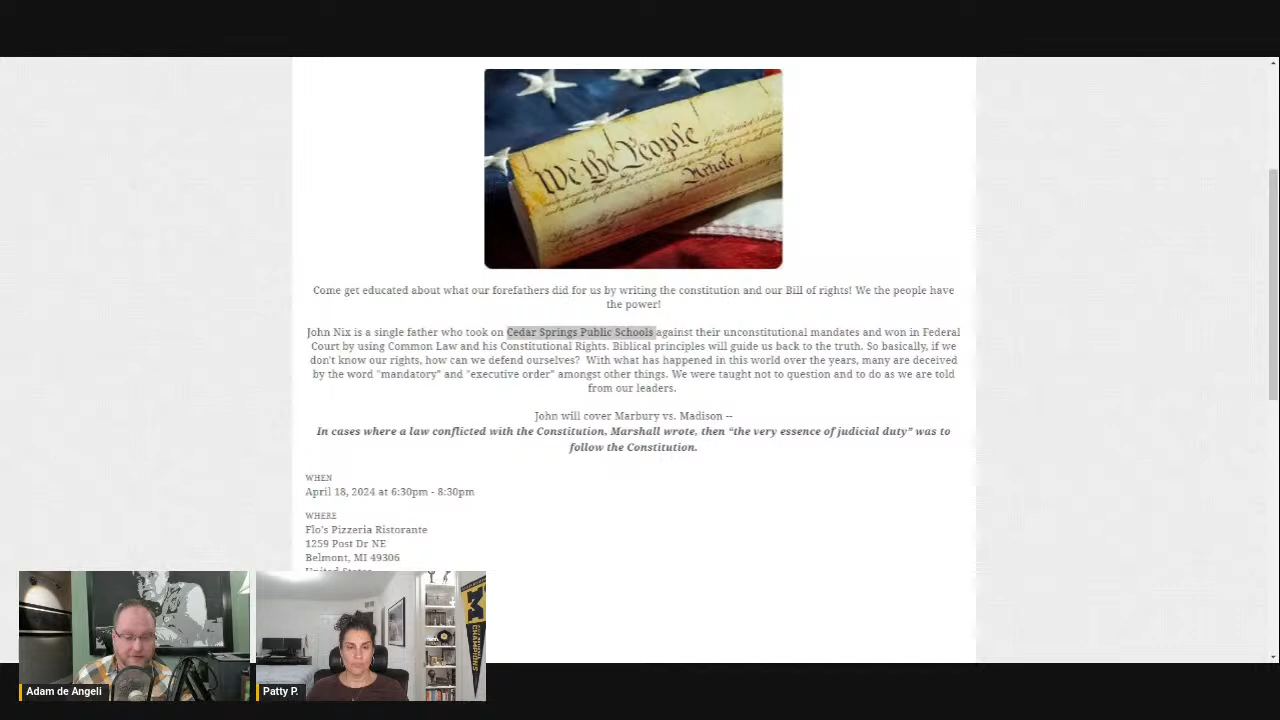 We the People
Article 1
Come get educated about what our forefathers did for us by writing the constitution and our Bill of rights! We the people have
the power!
John Nix is a single father who took on Cedar Springs Public Schools against their unconstitutional mandates and won in Federal
Court by using Common Law and his Constitutional Rights. Biblical principles will guide us back to the truth. So basically, if we
don't know our rights, how can we defend ourselves? With what has happened in this world over the years, many are deceived
by the word "mandatory" and "executive order" amongst other things. We were taught not to question and to do as we are told
from our leaders.
John will cover Marbury vs. Madison --
In cases where a law conflicted with the Constitution, Marshall wrote, then “the very essence of judicial duty” was to
follow the Constitution.
WHEN
April 18, 2024 at 6:30pm - 8:30pm
WHERE
Flo's Pizzeria Ristorante
1259 Post Dr NE
Belmont, MI 49306
United States
M
CHAMPIONS
Adam de Angeli
Patty P.